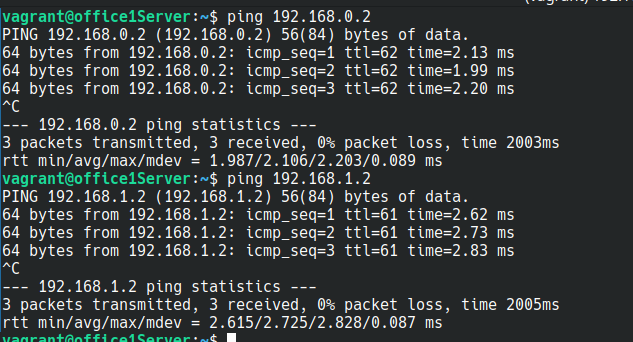 vagrant@office1Server:~$ ping 192.168.0.2
PING 192.168.0.2 (192.168.0.2) 56(84) bytes of data.
64 bytes from 192.168.0.2: icmp_seq=1 ttl=62 time=2.13 ms
64 bytes from 192.168.0.2: icmp_seq=2 ttl=62 time=1.99 ms
64 bytes from 192.168.0.2: icmp_seq=3 ttl=62 time=2.20 ms
^C
--- 192.168.0.2 ping statistics ---
3 packets transmitted, 3 received, 0% packet loss, time 2003ms
rtt min/avg/max/mdev = 1.987/2.106/2.203/0.089 ms
vagrant@office1Server:~$ ping 192.168.1.2
PING 192.168.1.2 (192.168.1.2) 56(84) bytes of data.
64 bytes from 192.168.1.2: icmp_seq=1 ttl=61 time=2.62 ms
64 bytes from 192.168.1.2: icmp_seq=2 ttl=61 time=2.73 ms
64 bytes from 192.168.1.2: icmp_seq=3 ttl=61 time=2.83 ms
^C
--- 192.168.1.2 ping statistics ---
3 packets transmitted, 3 received, 0% packet loss, time 2005ms
rtt min/avg/max/mdev = 2.615/2.725/2.828/0.087 ms
vagrant@office1Server:~$